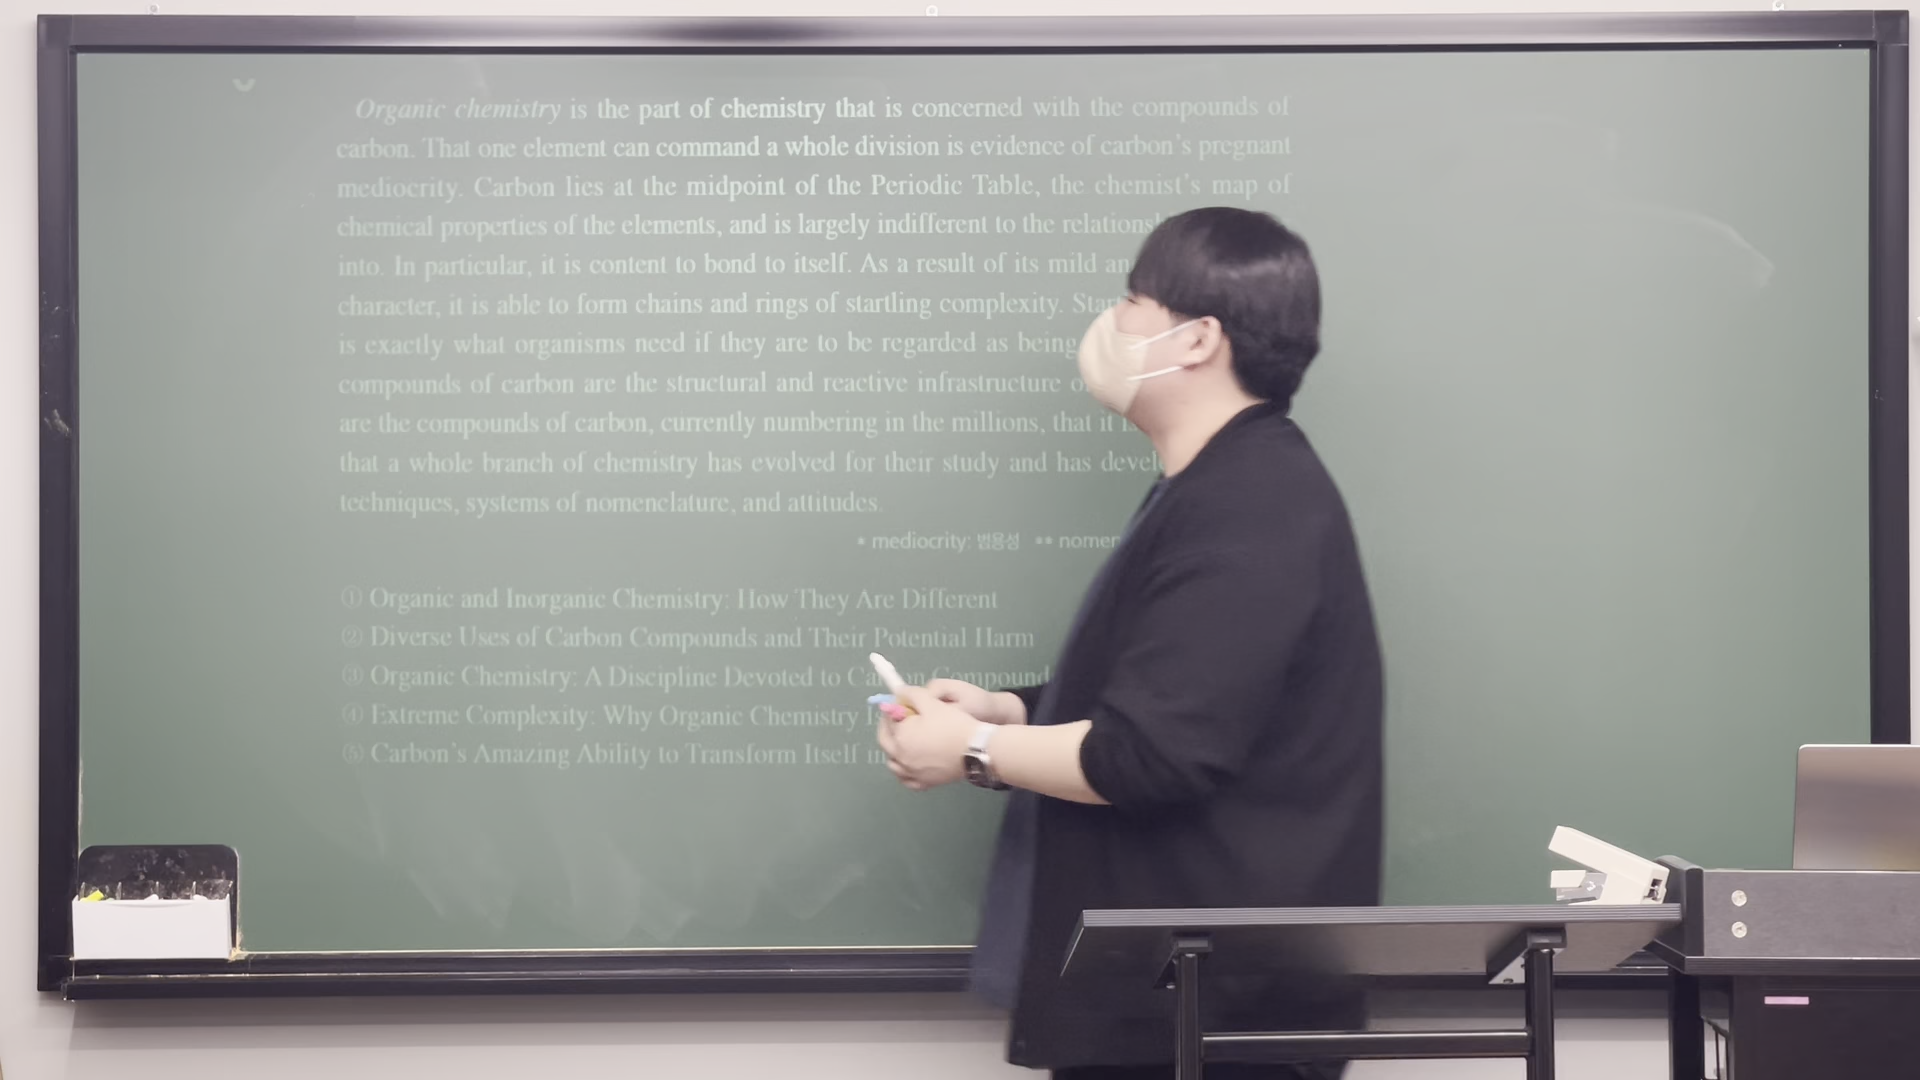 Organic chemistry is the part of chemistry that is concerned with the compounds of
carbon. That one element can command a whole division is evidence of carbon's pregnant
mediocrity. Carbon lies at the midpoint of the Periodic Table, the chemist's map of
chemical properties of the elements, and is largely indifferent to the
into. In particular, it is content to bond to itself. As a result of its mild
character, it is able to form chains and rings of startling complexity.
is exactly what organisms need if they are to be regarded as being
compounds of carbon are the structural and reactive infrastructure
are the compounds of carbon, currently numbering in the millions, that it
that a whole branch of chemistry has evolved for their study and has
techniques, systems of nomenclature, and attitudes.
* mediocrity: 범용성 **
① Organic and Inorganic Chemistry: How They Are Different
② Diverse Uses of Carbon Compounds and Their Potential Harm
③ Organic Chemistry: A Discipline Devoted to
④ Extreme Complexity: Why Organic Chemistry
⑤ Carbon's Amazing Ability to Transform Itself